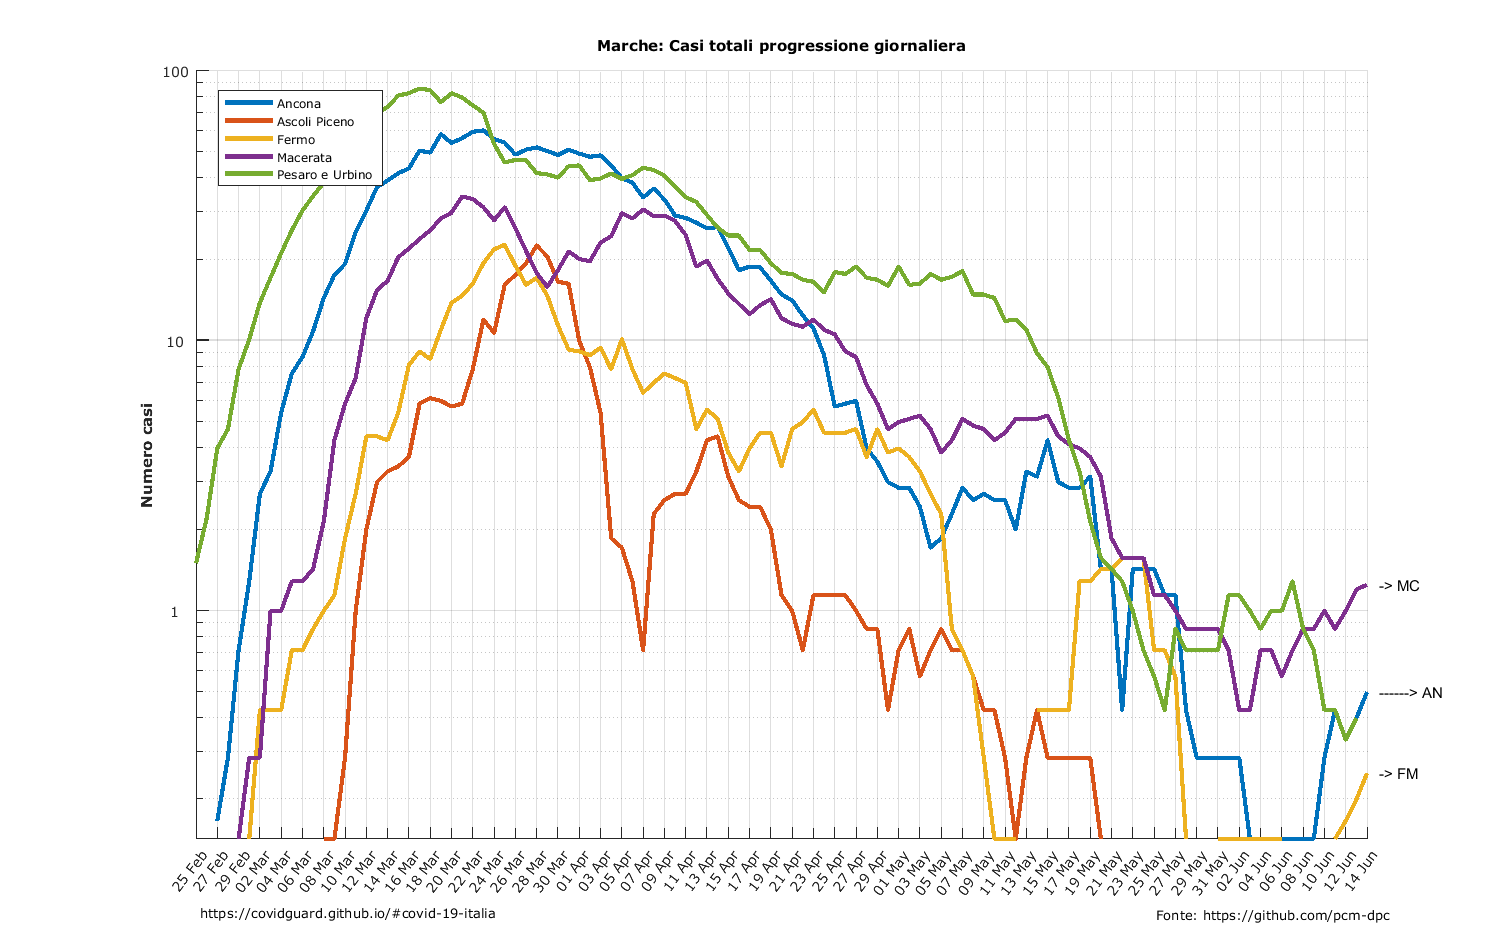 Marche: Casi totali progressione giornaliera
100
10
1
Numero casi
Ancona
Ascoli Piceno
Fermo
Macerata
Pesaro e Urbino
-> MC
------> AN
-> FM
25 Feb
27 Feb
29 Feb
02 Mar
04 Mar
06 Mar
08 Mar
10 Mar
12 Mar
14 Mar
16 Mar
18 Mar
20 Mar
22 Mar
24 Mar
26 Mar
28 Mar
30 Mar
01 Apr
03 Apr
05 Apr
07 Apr
09 Apr
11 Apr
13 Apr
15 Apr
17 Apr
19 Apr
21 Apr
23 Apr
25 Apr
27 Apr
29 Apr
01 May
03 May
05 May
07 May
09 May
11 May
13 May
15 May
17 May
19 May
21 May
23 May
25 May
27 May
29 May
31 May
02 Jun
04 Jun
06 Jun
08 Jun
10 Jun
12 Jun
14 Jun
https://covidguard.github.io/#covid-19-italia
Fonte: https://github.com/pcm-dpc